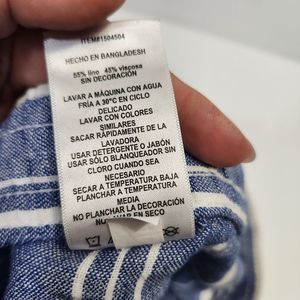 ITEM#1504504
HECHO EN BANGLADESH
55% lino 45% viscosa
SIN DECORACIÓN
LAVAR A MÁQUINA CON AGUA
FRÍA A 30°C EN CICLO
DELICADO
LAVAR CON COLORES
SIMILARES
SACAR RÁPIDAMENTE DE LA
LAVADORA
USAR DETERGENTE O JABÓN
USAR SÓLO BLANQUEADOR SIN
CLORO CUANDO SEA
NECESARIO
SECAR A TEMPERATURA BAJA
PLANCHAR A TEMPERATURA
MEDIA
NO PLANCHAR LA DECORACIÓN
EN SECO